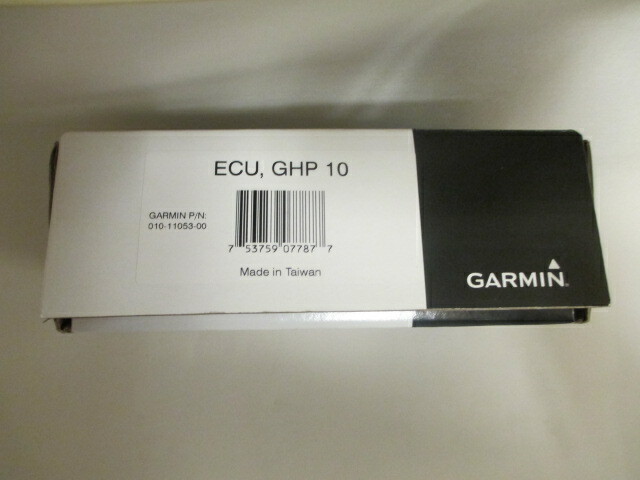 ECU, GHP 10
GARMIN P/N:
010-11053-00
7 53759 07787 7
Made in Taiwan
GARMIN